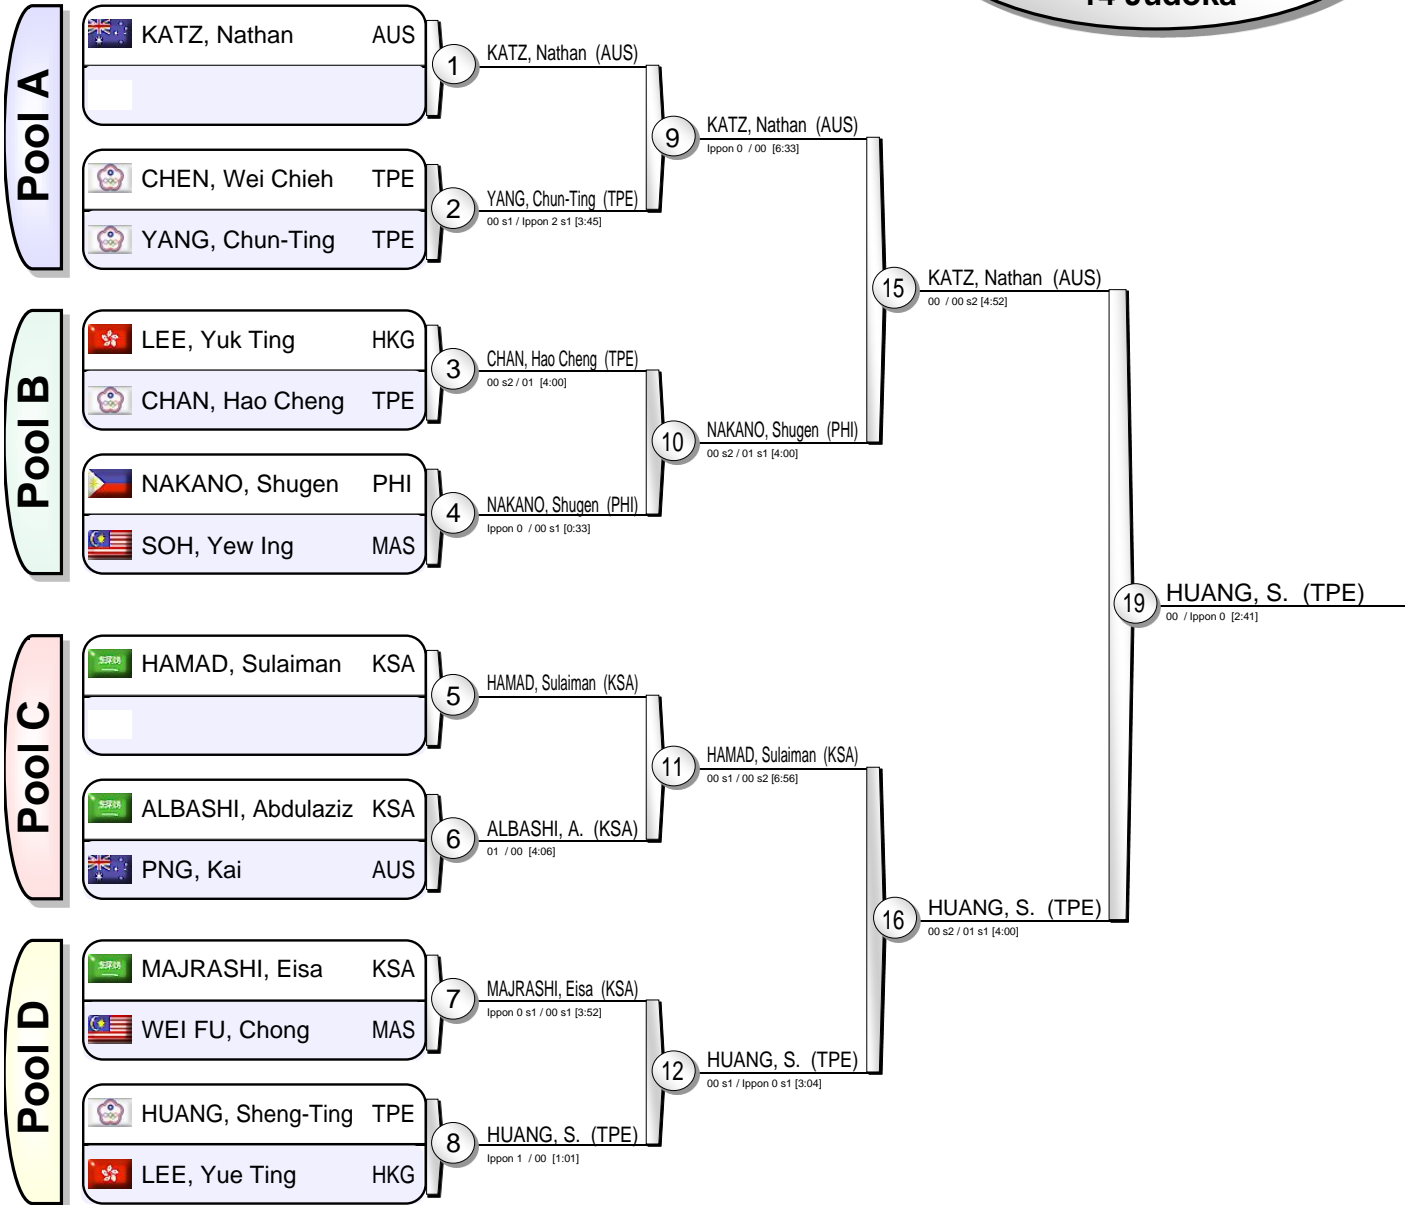 14 Judoka
Pool A
KATZ, Nathan AUS
CHEN, Wei Chieh TPE
YANG, Chun-Ting TPE
1
KATZ, Nathan (AUS)
2
YANG, Chun-Ting (TPE)
00 s1 / Ippon 2 s1 [3:45]
9
KATZ, Nathan (AUS)
Ippon 0 / 00 [6:33]
Pool B
LEE, Yuk Ting HKG
CHAN, Hao Cheng TPE
NAKANO, Shugen PHI
SOH, Yew Ing MAS
3
CHAN, Hao Cheng (TPE)
00 s2 / 01 [4:00]
4
NAKANO, Shugen (PHI)
Ippon 0 / 00 s1 [0:33]
10
NAKANO, Shugen (PHI)
00 s2 / 01 s1 [4:00]
15
KATZ, Nathan (AUS)
00 / 00 s2 [4:52]
Pool C
HAMAD, Sulaiman KSA
ALBASHI, Abdulaziz KSA
PNG, Kai AUS
5
HAMAD, Sulaiman (KSA)
6
ALBASHI, A. (KSA)
01 / 00 [4:06]
11
HAMAD, Sulaiman (KSA)
00 s1 / 00 s2 [6:56]
Pool D
MAJRASHI, Eisa KSA
WEI FU, Chong MAS
HUANG, Sheng-Ting TPE
LEE, Yue Ting HKG
7
MAJRASHI, Eisa (KSA)
Ippon 0 s1 / 00 s1 [3:52]
8
HUANG, S. (TPE)
Ippon 1 / 00 [1:01]
12
HUANG, S. (TPE)
00 s1 / Ippon 0 s1 [3:04]
16
HUANG, S. (TPE)
00 s2 / 01 s1 [4:00]
19
HUANG, S. (TPE)
00 / Ippon 0 [2:41]